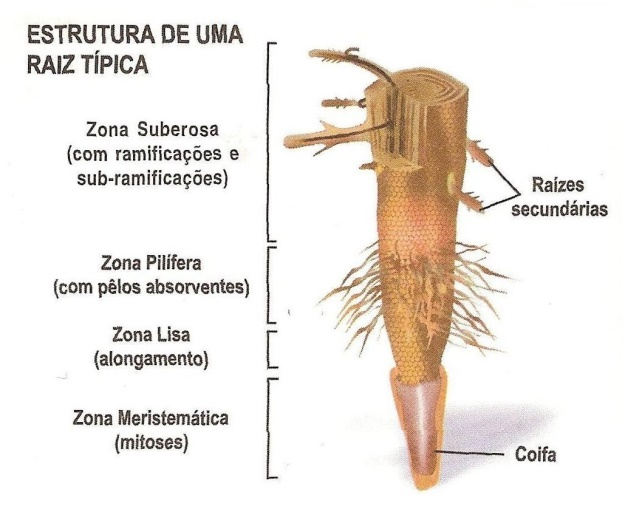 ESTRUTURA DE UMA
RAIZ TÍPICA
Zona Suberosa
(com ramificações e
sub-ramificações)
Raízes
secundárias
Zona Pilífera
(com pêlos absorventes)
Zona Lisa
(alongamento)
Zona Meristemática
(mitoses)
Coifa